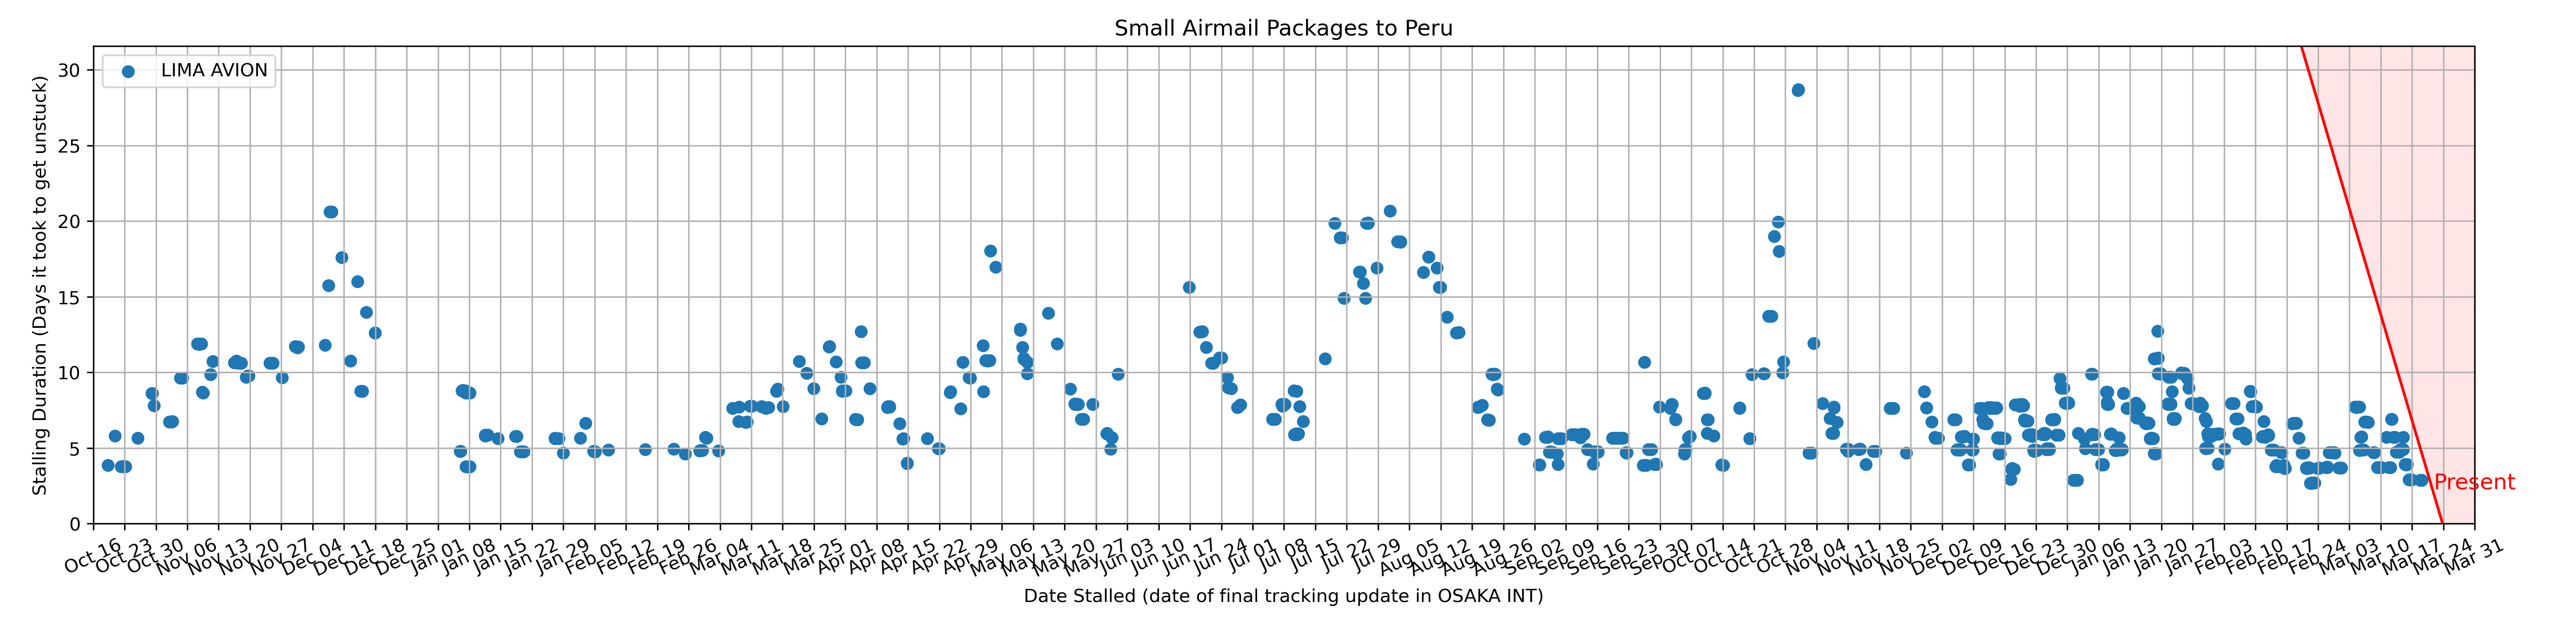 Small Airmail Packages to Peru
LIMA AVION
Stalling Duration (Days it took to get unstuck)
30
25
20
15
10
5
0
Present
Oct 16
Oct 23
Oct 30
Nov 06
Nov 13
Nov 20
Nov 27
Dec 04
Dec 11
Dec 18
Dec 25
Jan 01
Jan 08
Jan 15
Jan 22
Jan 29
Feb 05
Feb 12
Feb 19
Feb 26
Mar 04
Mar 11
Mar 18
Mar 25
Apr 01
Apr 08
Apr 15
Apr 22
Apr 29
May 06
May 13
May 20
May 27
Jun 03
Jun 10
Jun 17
Jun 24
Jul 01
Jul 08
Jul 15
Jul 22
Jul 29
Aug 05
Aug 12
Aug 19
Aug 26
Sep 02
Sep 09
Sep 16
Sep 23
Sep 30
Oct 07
Oct 14
Oct 21
Oct 28
Nov 04
Nov 11
Nov 18
Nov 25
Dec 02
Dec 09
Dec 16
Dec 23
Dec 30
Jan 06
Jan 13
Jan 20
Jan 27
Feb 03
Feb 10
Feb 17
Feb 24
Mar 03
Mar 10
Mar 17
Mar 24
Mar 31
Date Stalled (date of final tracking update in OSAKA INT)